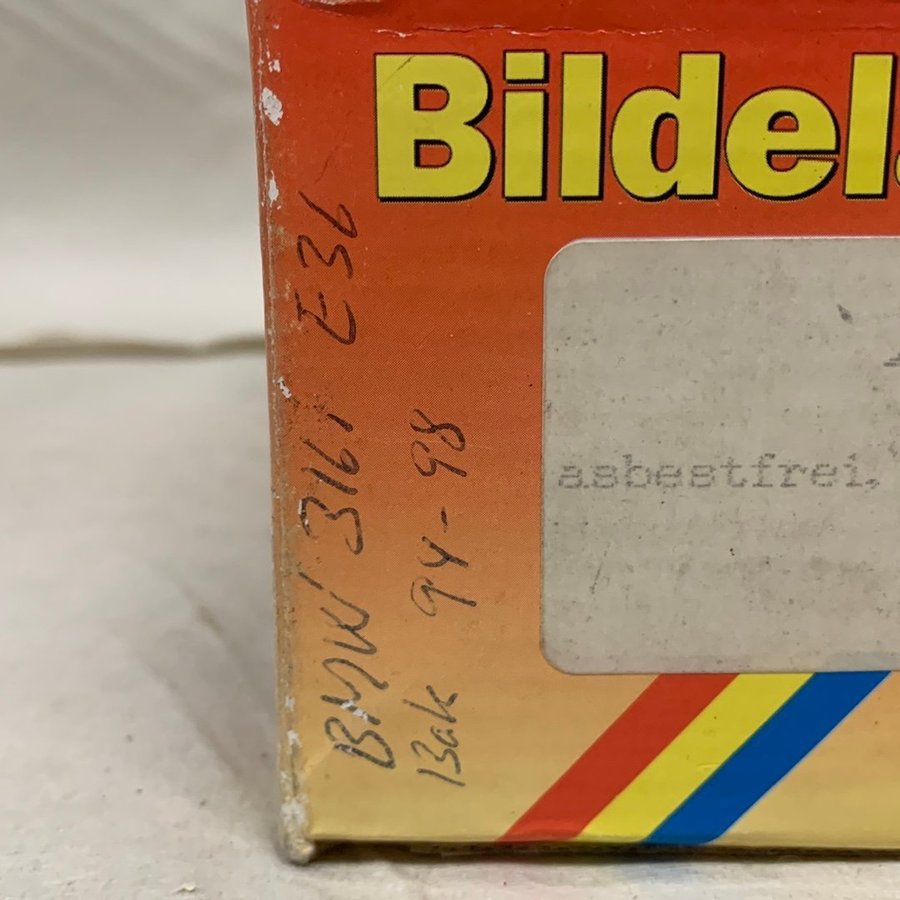 Bildel
asbestfrei,
BMW 316i E36
Bak 94-98